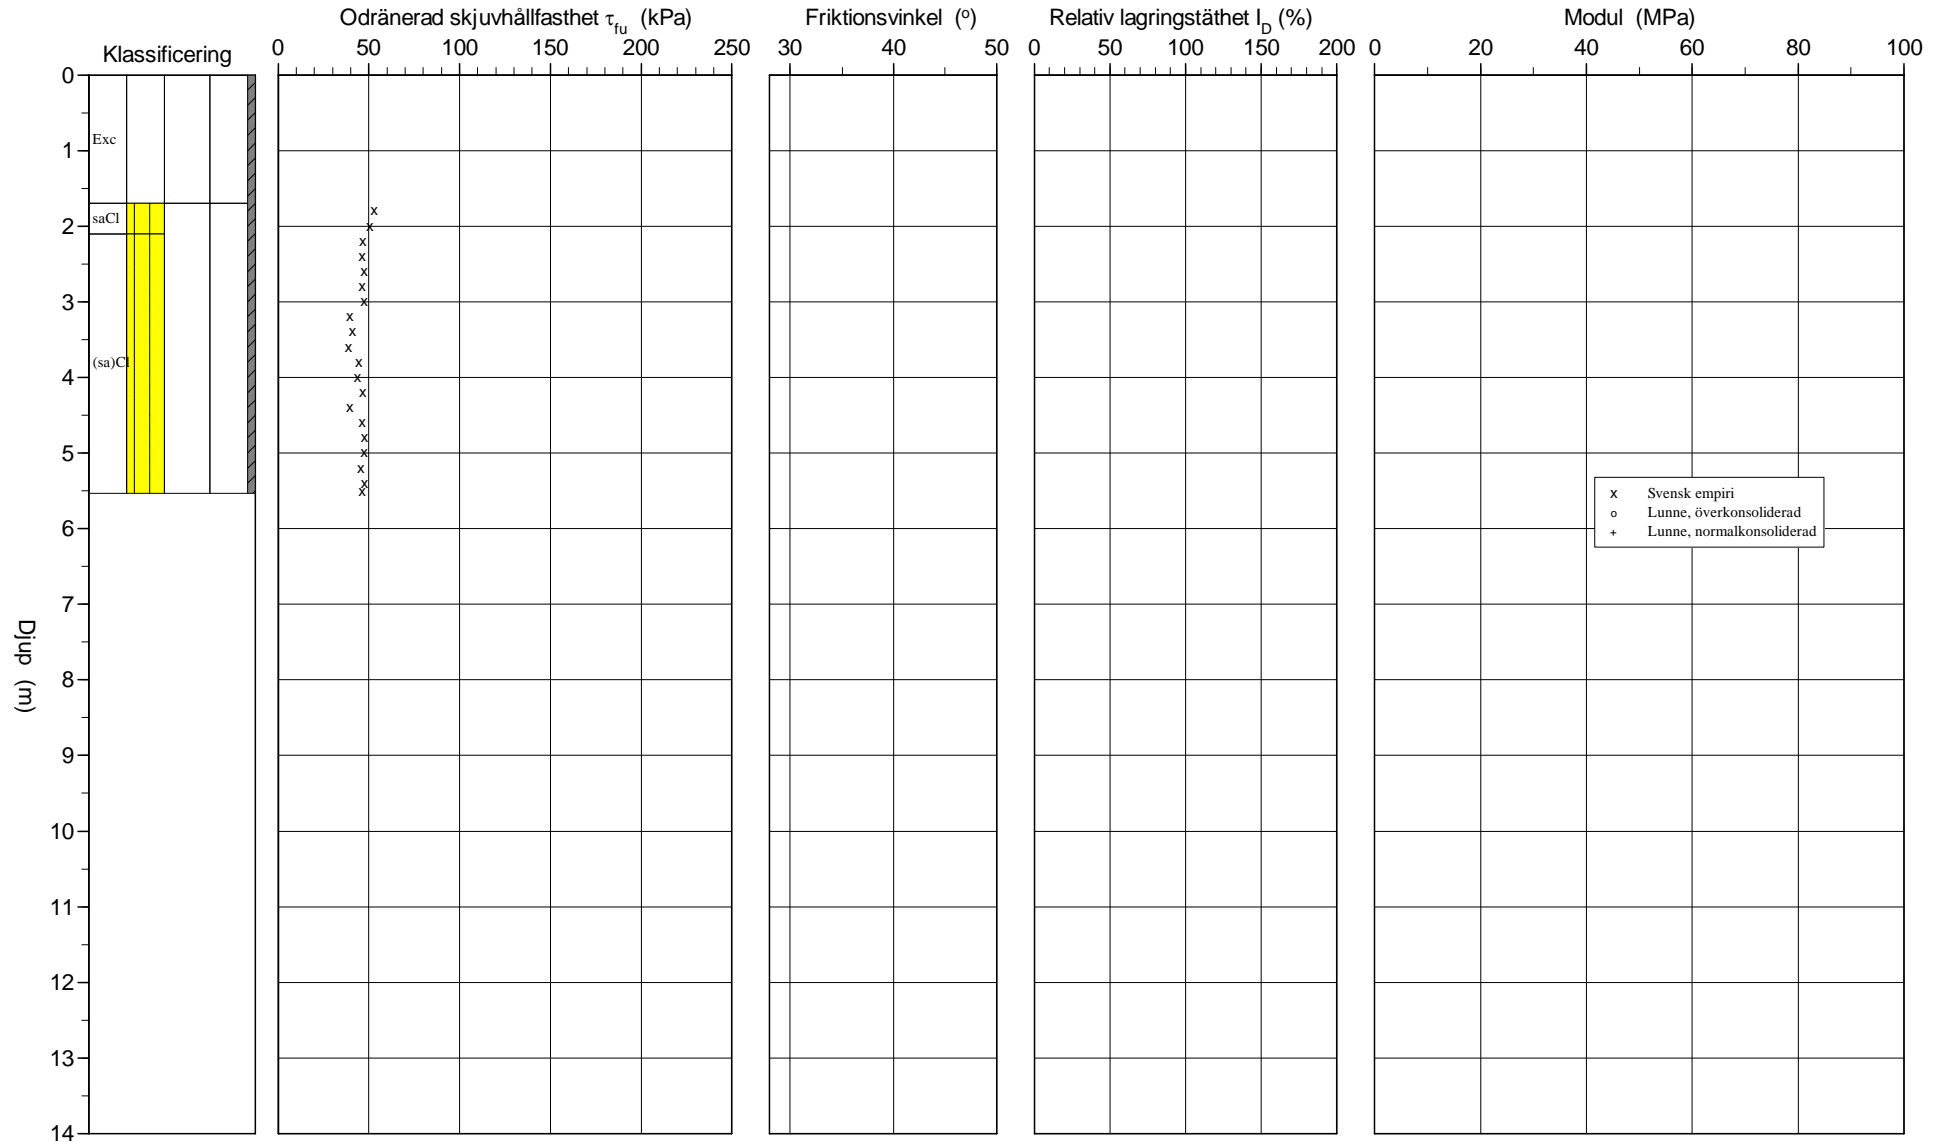 Odränerad skjuvhållfasthet τfu (kPa)
Friktionsvinkel (o)
Relativ lagringstäthet ID (%)
Modul (MPa)
Klassificering
0 50 100 150 200 250
30 40 50
0 50 100 150 200
0 20 40 60 80 100
0
Exc
1
saCl
2
3
(sa)Cl
4
5
x Svensk empiri
o Lunne, överkonsoliderad
+ Lunne, normalkonsoliderad
6
7
Djup (m)
8
9
10
11
12
13
14